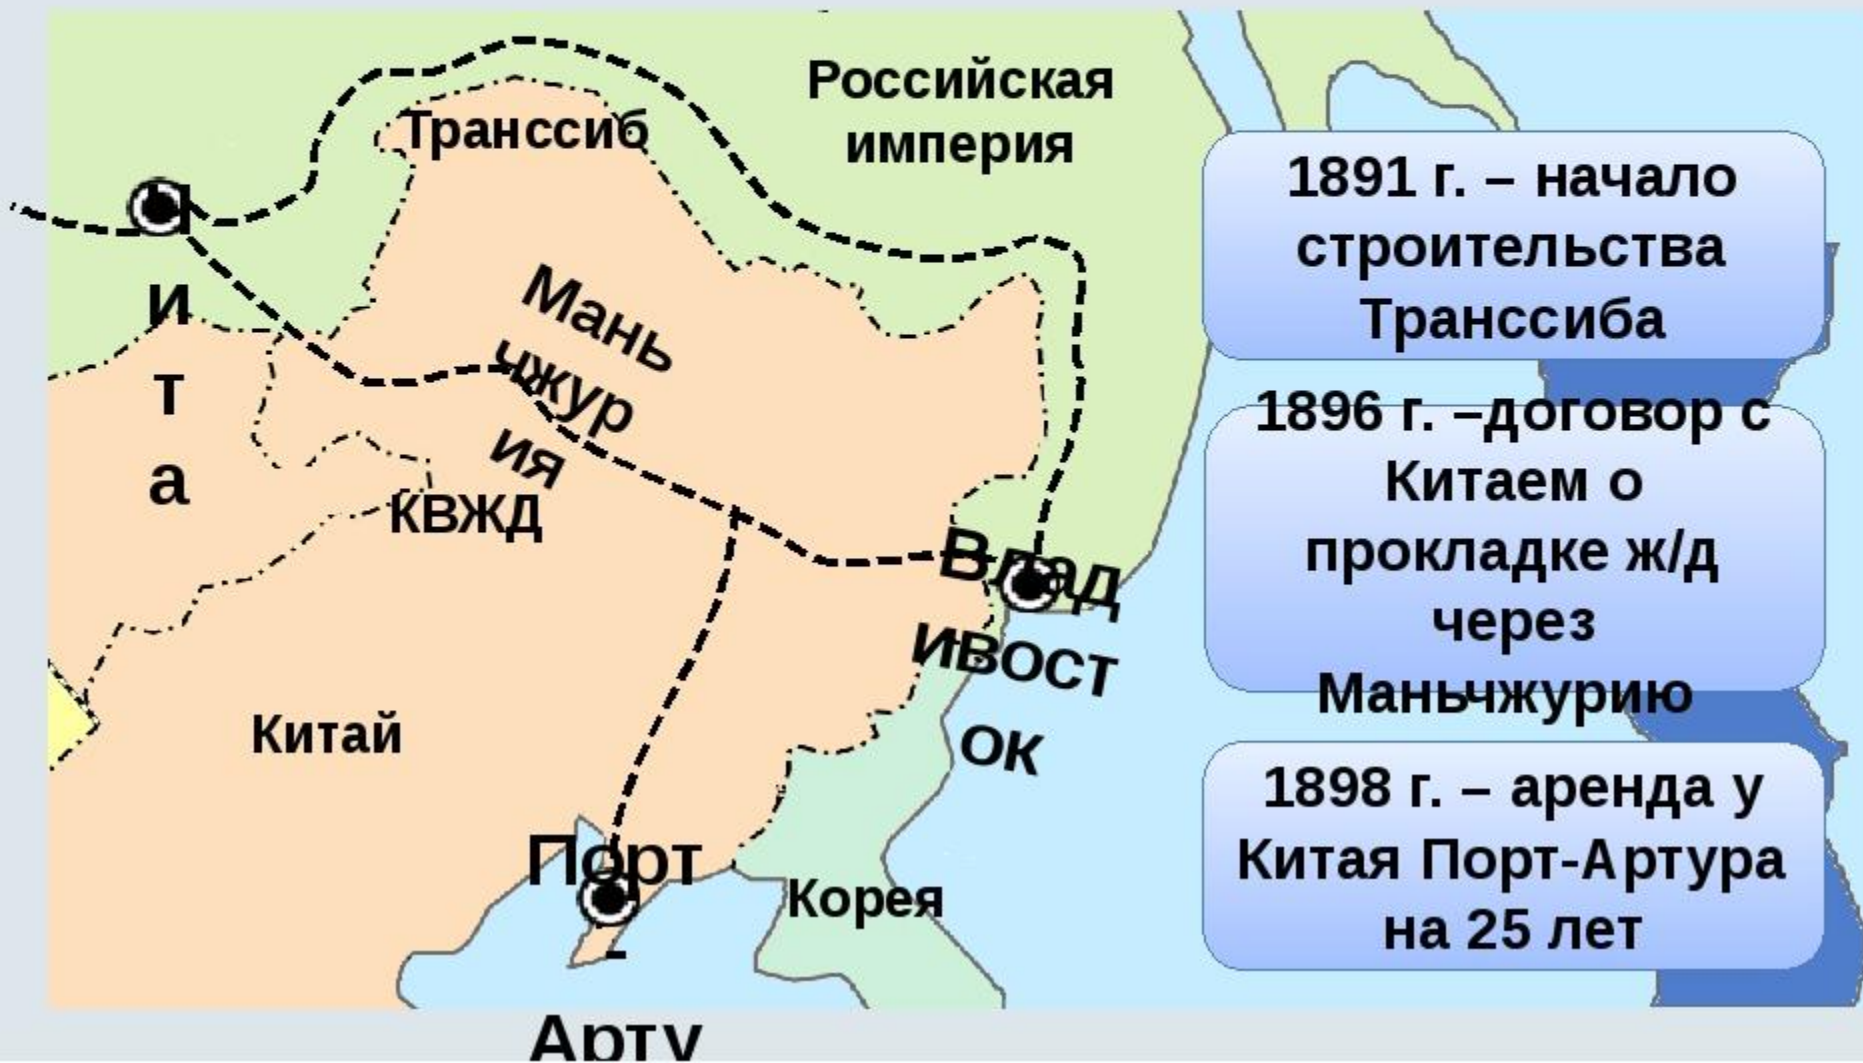 Российская
империя
Транссиб
Ч
и
т
а
Мань
чжур
ия
КВЖД
Влад
ивост
ок
Китай
Порт
-
Арту
Корея
1891 г. – начало
строительства
Транссиба
1896 г. –договор с
Китаем о
прокладке ж/д
через
Маньчжурию
1898 г. – аренда у
Китая Порт-Артура
на 25 лет